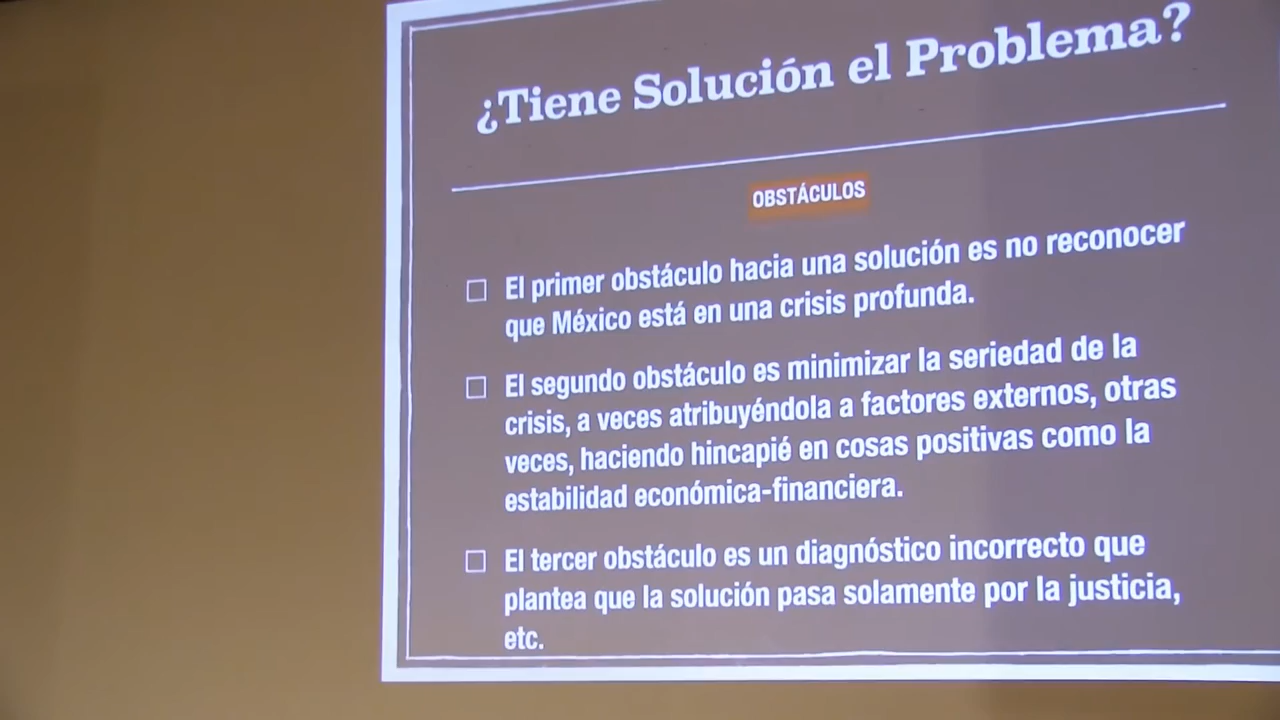 ¿Tiene Solución el Problema?
OBSTÁCULOS
El primer obstáculo hacia una solución es no reconocer
que México está en una crisis profunda.
El segundo obstáculo es minimizar la seriedad de la
crisis, a veces atribuyéndola a factores externos, otras
veces, haciendo hincapié en cosas positivas como la
estabilidad económica-financiera.
El tercer obstáculo es un diagnóstico incorrecto que
plantea que la solución pasa solamente por la justicia,
etc.